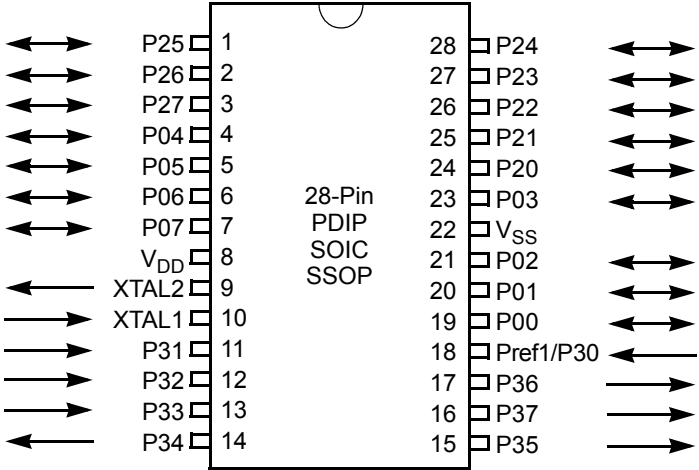 P25 1 28 P24
P26 2 27 P23
P27 3 26 P22
P04 4 25 P21
P05 5 24 P20
P06 6 28-Pin 23 P03
P07 7 PDIP 22 VSS
VDD 8 SOIC 21 P02
XTAL2 9 SSOP 20 P01
XTAL1 10 19 P00
P31 11 18 Pref1/P30
P32 12 17 P36
P33 13 16 P37
P34 14 15 P35